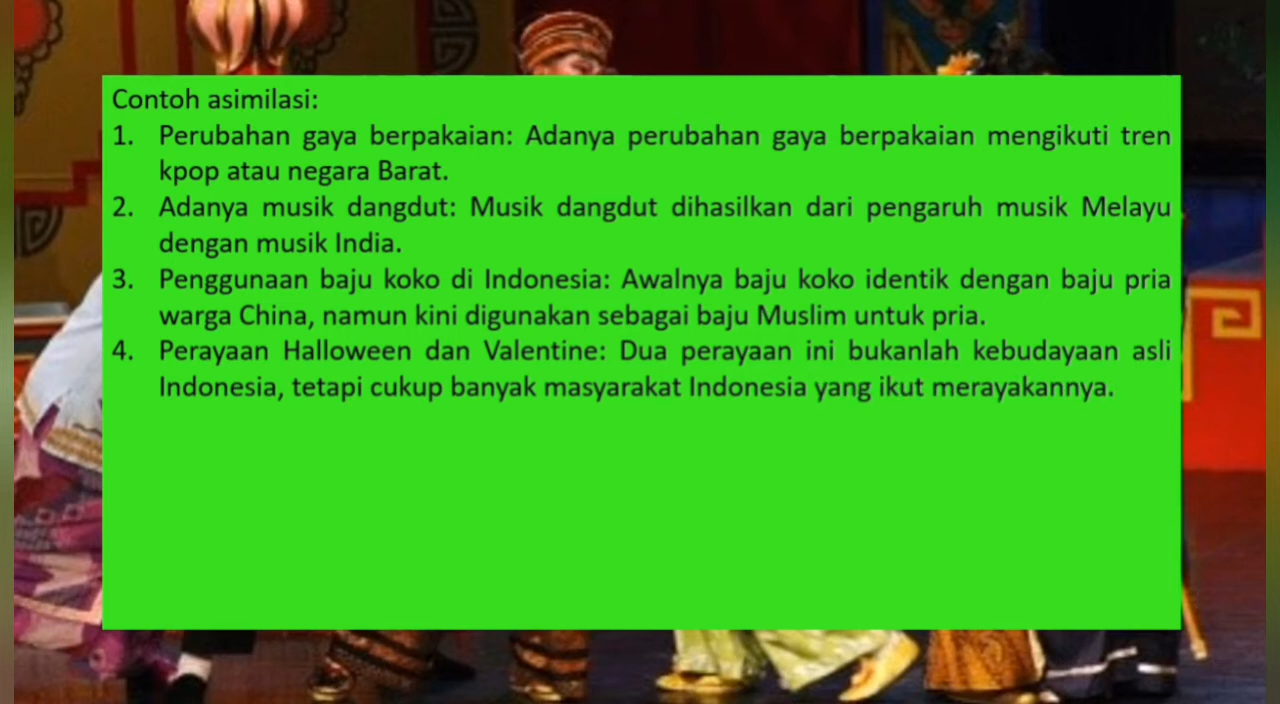 Contoh asimilasi:
1. Perubahan gaya berpakaian: Adanya perubahan gaya berpakaian mengikuti tren
kpop atau negara Barat.
2. Adanya musik dangdut: Musik dangdut dihasilkan dari pengaruh musik Melayu
dengan musik India.
3. Penggunaan baju koko di Indonesia: Awalnya baju koko identik dengan baju pria
warga China, namun kini digunakan sebagai baju Muslim untuk pria.
4. Perayaan Halloween dan Valentine: Dua perayaan ini bukanlah kebudayaan asli
Indonesia, tetapi cukup banyak masyarakat Indonesia yang ikut merayakannya.